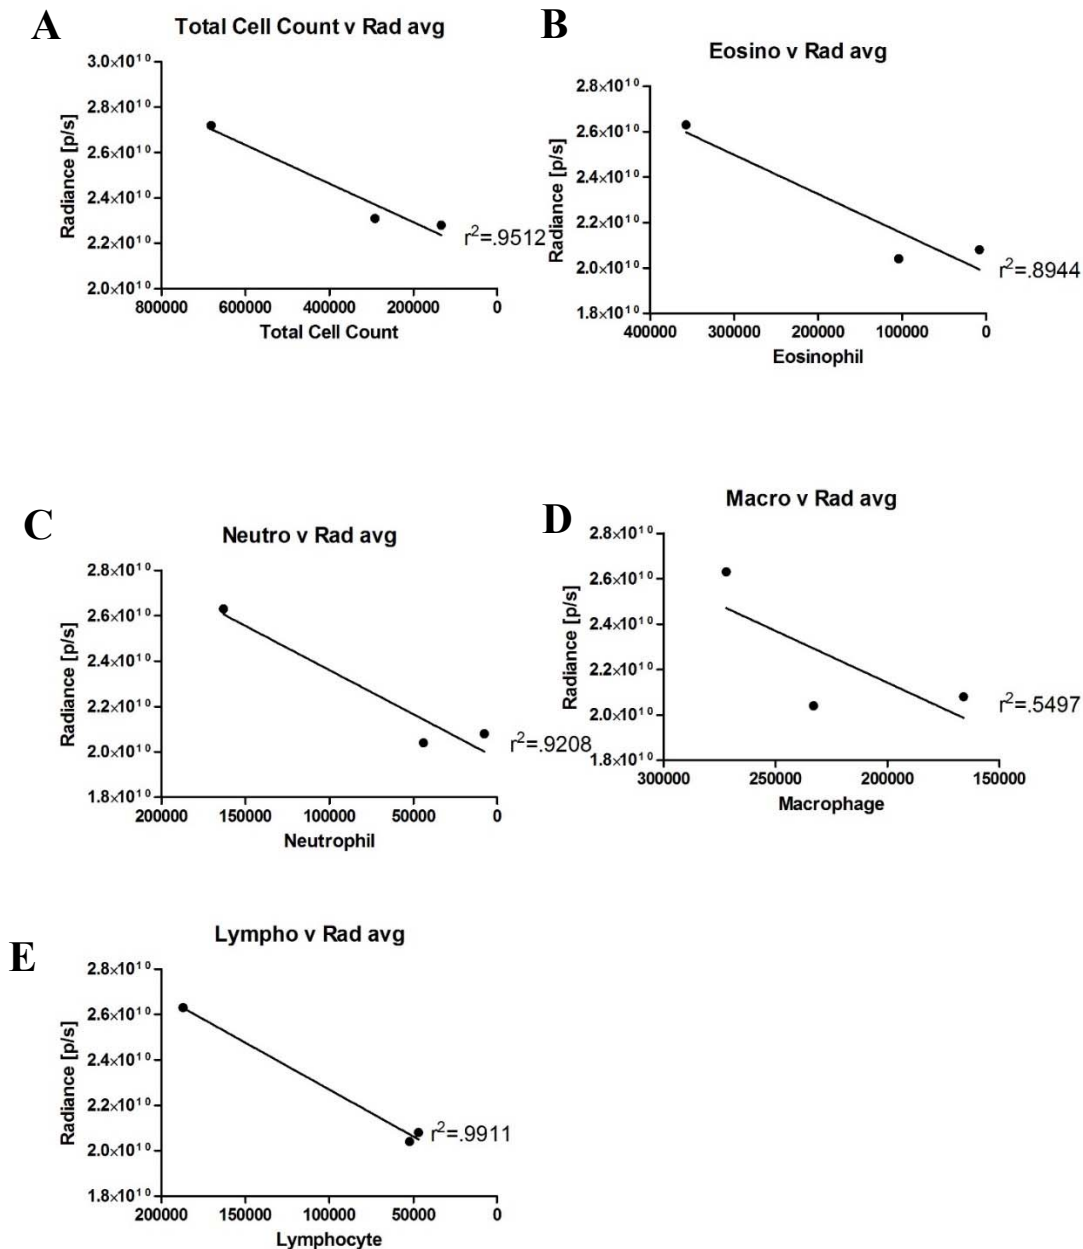 A
Total Cell Count v Rad avg
3.0×10¹⁰
2.8×10¹⁰
2.6×10¹⁰
2.4×10¹⁰
2.2×10¹⁰
2.0×10¹⁰
Radiance [p/s]
r²=.9512
800000 600000 400000 200000 0
Total Cell Count
B
Eosino v Rad avg
2.8×10¹⁰
2.6×10¹⁰
2.4×10¹⁰
2.2×10¹⁰
2.0×10¹⁰
1.8×10¹⁰
Radiance [p/s]
r²=.8944
400000 300000 200000 100000 0
Eosinophil
C
Neutro v Rad avg
2.8×10¹⁰
2.6×10¹⁰
2.4×10¹⁰
2.2×10¹⁰
2.0×10¹⁰
1.8×10¹⁰
Radiance [p/s]
r²=.9208
200000 150000 100000 50000 0
Neutrophil
D
Macro v Rad avg
2.8×10¹⁰
2.6×10¹⁰
2.4×10¹⁰
2.2×10¹⁰
2.0×10¹⁰
1.8×10¹⁰
Radiance [p/s]
r²=.5497
300000 250000 200000 150000
Macrophage
E
Lympho v Rad avg
2.8×10¹⁰
2.6×10¹⁰
2.4×10¹⁰
2.2×10¹⁰
2.0×10¹⁰
1.8×10¹⁰
Radiance [p/s]
r²=.9911
200000 150000 100000 50000 0
Lymphocyte